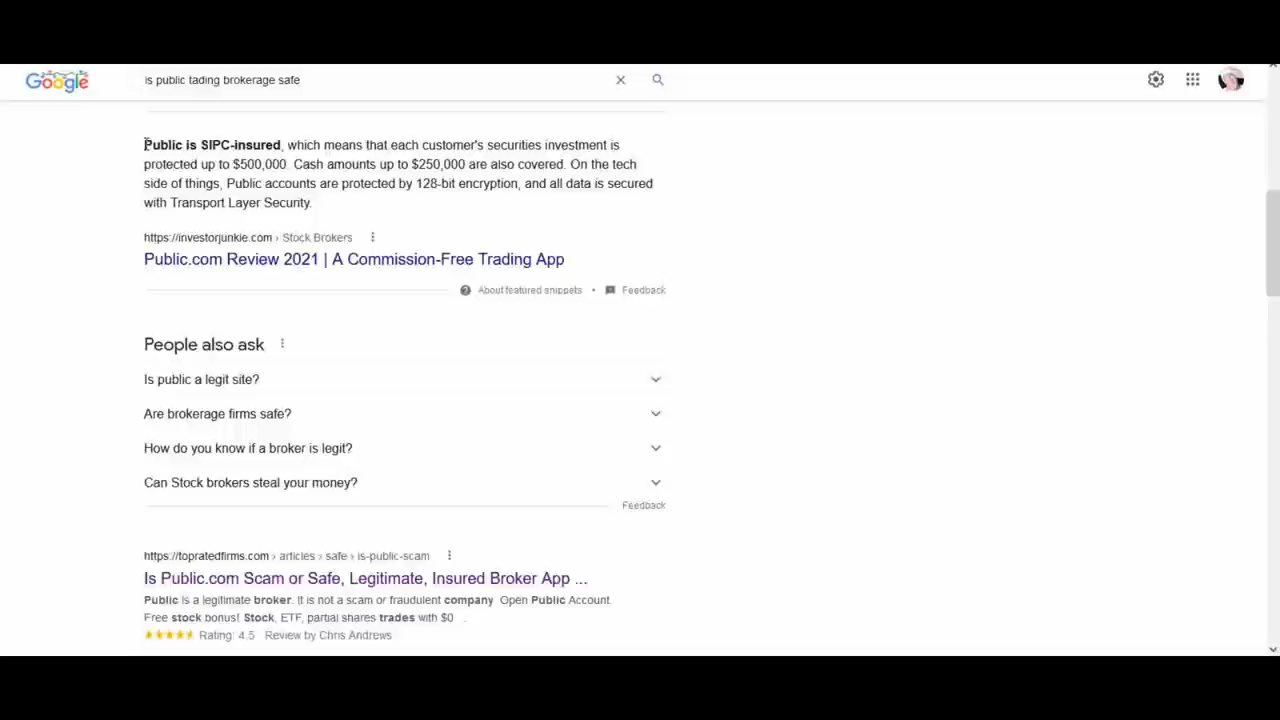 Google
is public tading brokerage safe
Public is SIPC-insured, which means that each customer's securities investment is
protected up to $500,000. Cash amounts up to $250,000 are also covered. On the tech
side of things, Public accounts are protected by 128-bit encryption, and all data is secured
with Transport Layer Security.
https://investorjunkie.com › Stock Brokers
Public.com Review 2021 | A Commission-Free Trading App
About featured snippets • Feedback
People also ask
Is public a legit site?
Are brokerage firms safe?
How do you know if a broker is legit?
Can Stock brokers steal your money?
Feedback
https://topratedfirms.com › articles › safe › is-public-scam
Is Public.com Scam or Safe, Legitimate, Insured Broker App ...
Public is a legitimate broker. It is not a scam or fraudulent company Open Public Account.
Free stock bonus! Stock, ETF, partial shares trades with $0 .
Rating: 4.5 Review by Chris Andrews